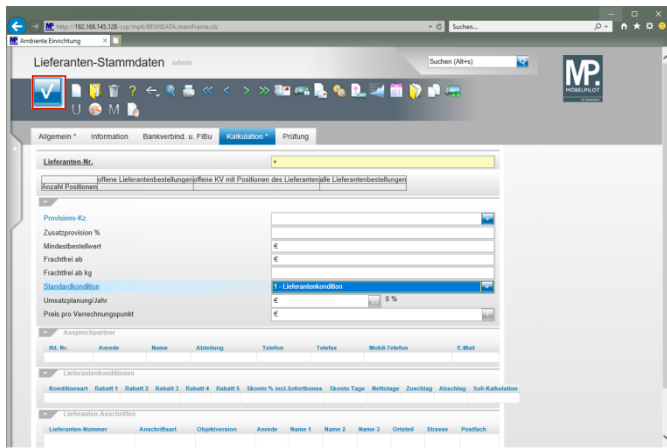 http://192.168.145.128/csp/mp8/BEWIDATA.mainFrame.cls
Suchen...
Ambiente Einrichtung
Lieferanten-Stammdaten admin
Suchen (Alt+s)
MP.
MÖBELPILOT
U M
Allgemein * Information Bankverbind. u. FiBu Kalkulation * Prüfung
Lieferanten-Nr. +
offene Lieferantenbestellungen offene KV mit Positionen des Lieferanten alle Lieferantenbestellungen
Anzahl Positionen
Provisions-Kz.
Zusatzprovision %
Mindestbestellwert €
Frachtfrei ab €
Frachtfrei ab kg
Standardkondition 1 - Lieferantenkondition
Umsatzplanung/Jahr € 0 %
Preis pro Verrechnungspunkt €
Ansprechpartner
lfd. Nr. Anrede Name Abteilung Telefon Telefax Mobil-Telefon E-Mail
Lieferantenkonditionen
Konditionsart Rabatt 1 Rabatt 2 Rabatt 3 Rabatt 4 Rabatt 5 Skonto % incl.Sofortbonus Skonto Tage Nettotage Zuschlag Abschlag Soll-Kalkulation
Lieferanten Anschriften
Lieferanten-Nummer Anschriftsart Objektversion Anrede Name 1 Name 2 Name 3 Ortsteil Strasse Postfach